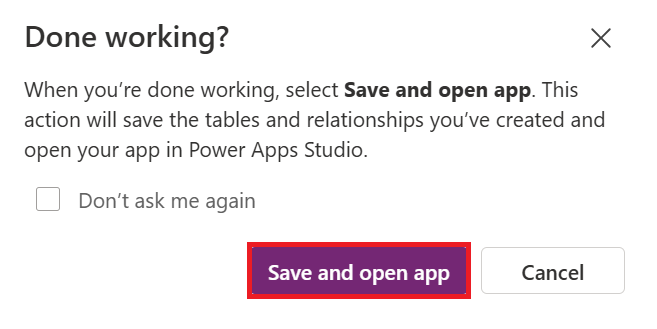 Done working?
When you’re done working, select Save and open app. This
action will save the tables and relationships you’ve created and
open your app in Power Apps Studio.
Don’t ask me again
Save and open app
Cancel